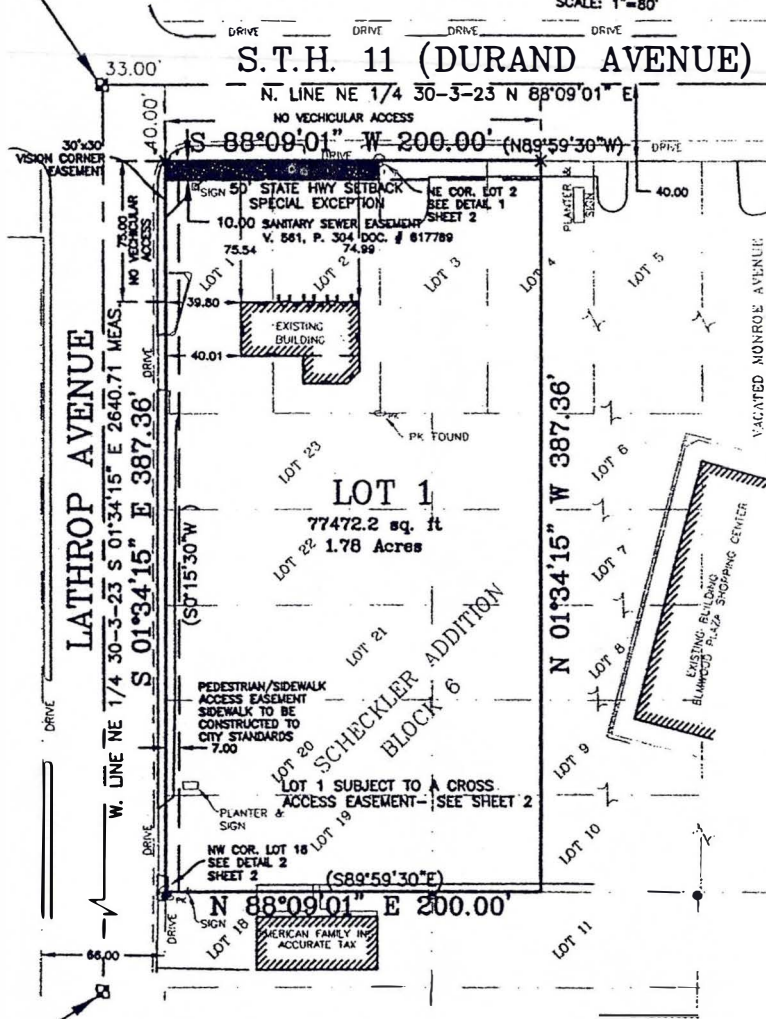 SCALE: 1"=80'
DRIVE
DRIVE
DRIVE
DRIVE
S.T.H. 11 (DURAND AVENUE)
33.00'
N. LINE NE 1/4 30-3-23 N 88°09'01" E
NO VECHICULAR ACCESS
40.00'
S 88°09'01" W 200.00'
(N89°59'30"W)
DRIVE
DRIVE
30'x30'
VISION CORNER
EASEMENT
SIGN
50' STATE HWY SETBACK
SPECIAL EXCEPTION
NE COR. LOT 2
SEE DETAIL 1
SHEET 2
PLANTER &
SIGN
40.00
10.00
SANITARY SEWER EASEMENT
V. 561, P. 304 DOC. # 617789
75.00
NO VECHICULAR
ACCESS
75.54
74.99
LOT 1
LOT 2
LOT 3
LOT 4
LOT 5
VACATED MONROE AVENUE
39.80
EXISTING
BUILDING
40.01
DRIVE
PK
PK FOUND
LATHROP AVENUE
W. LINE NE 1/4 30-3-23 S 01°34'15" E 2640.71 MEAS.
S 01°34'15" E 387.36'
(S0°15'30"W)
N 01°34'15" W 387.36'
LOT 23
LOT 6
LOT 1
77472.2 sq. ft
1.78 Acres
LOT 22
LOT 7
EXISTING BUILDING
ELMWOOD PLAZA SHOPPING CENTER
LOT 21
LOT 8
SCHECKLER ADDITION
BLOCK 6
DRIVE
PEDESTRIAN/SIDEWALK
ACCESS EASEMENT
SIDEWALK TO BE
CONSTRUCTED TO
CITY STANDARDS
7.00
LOT 20
LOT 9
LOT 1 SUBJECT TO A CROSS
ACCESS EASEMENT- SEE SHEET 2
PLANTER &
SIGN
LOT 19
LOT 10
DRIVE
NW COR. LOT 18
SEE DETAIL 2
SHEET 2
(S89°59'30"E)
N 88°09'01" E 200.00'
DRIVE
SIGN
LOT 18
MERICAN FAMILY IN
ACCURATE TAX
LOT 11
66.00